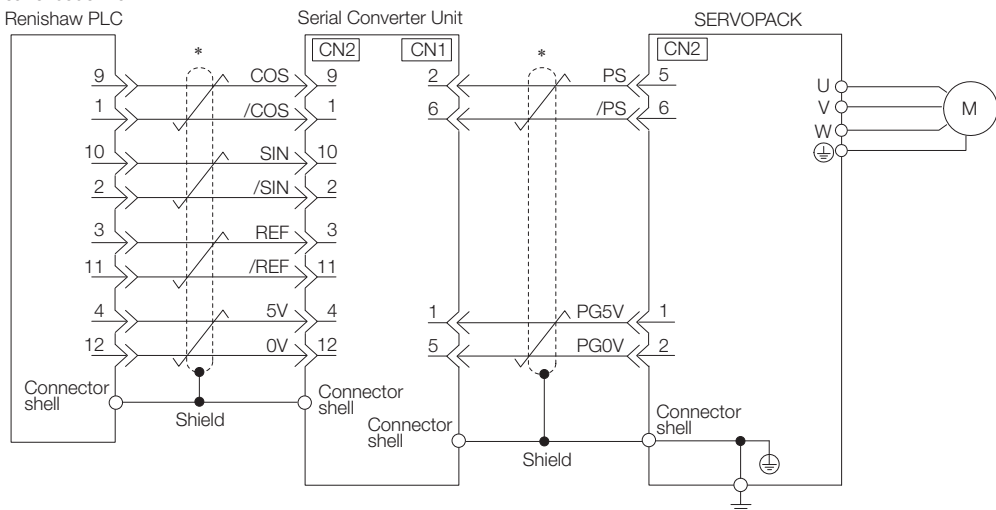 Renishaw PLC
Serial Converter Unit
SERVOPACK
CN2
CN1
CN2
*
*
9 COS 9
1 /COS 1
10 SIN 10
2 /SIN 2
3 REF 3
11 /REF 11
4 5V 4
12 0V 12
Connector
shell
Shield
Connector
shell
2 PS 5
6 /PS 6
1 PG5V 1
5 PG0V 2
Connector
shell
Shield
Connector
shell
U
V
W
M